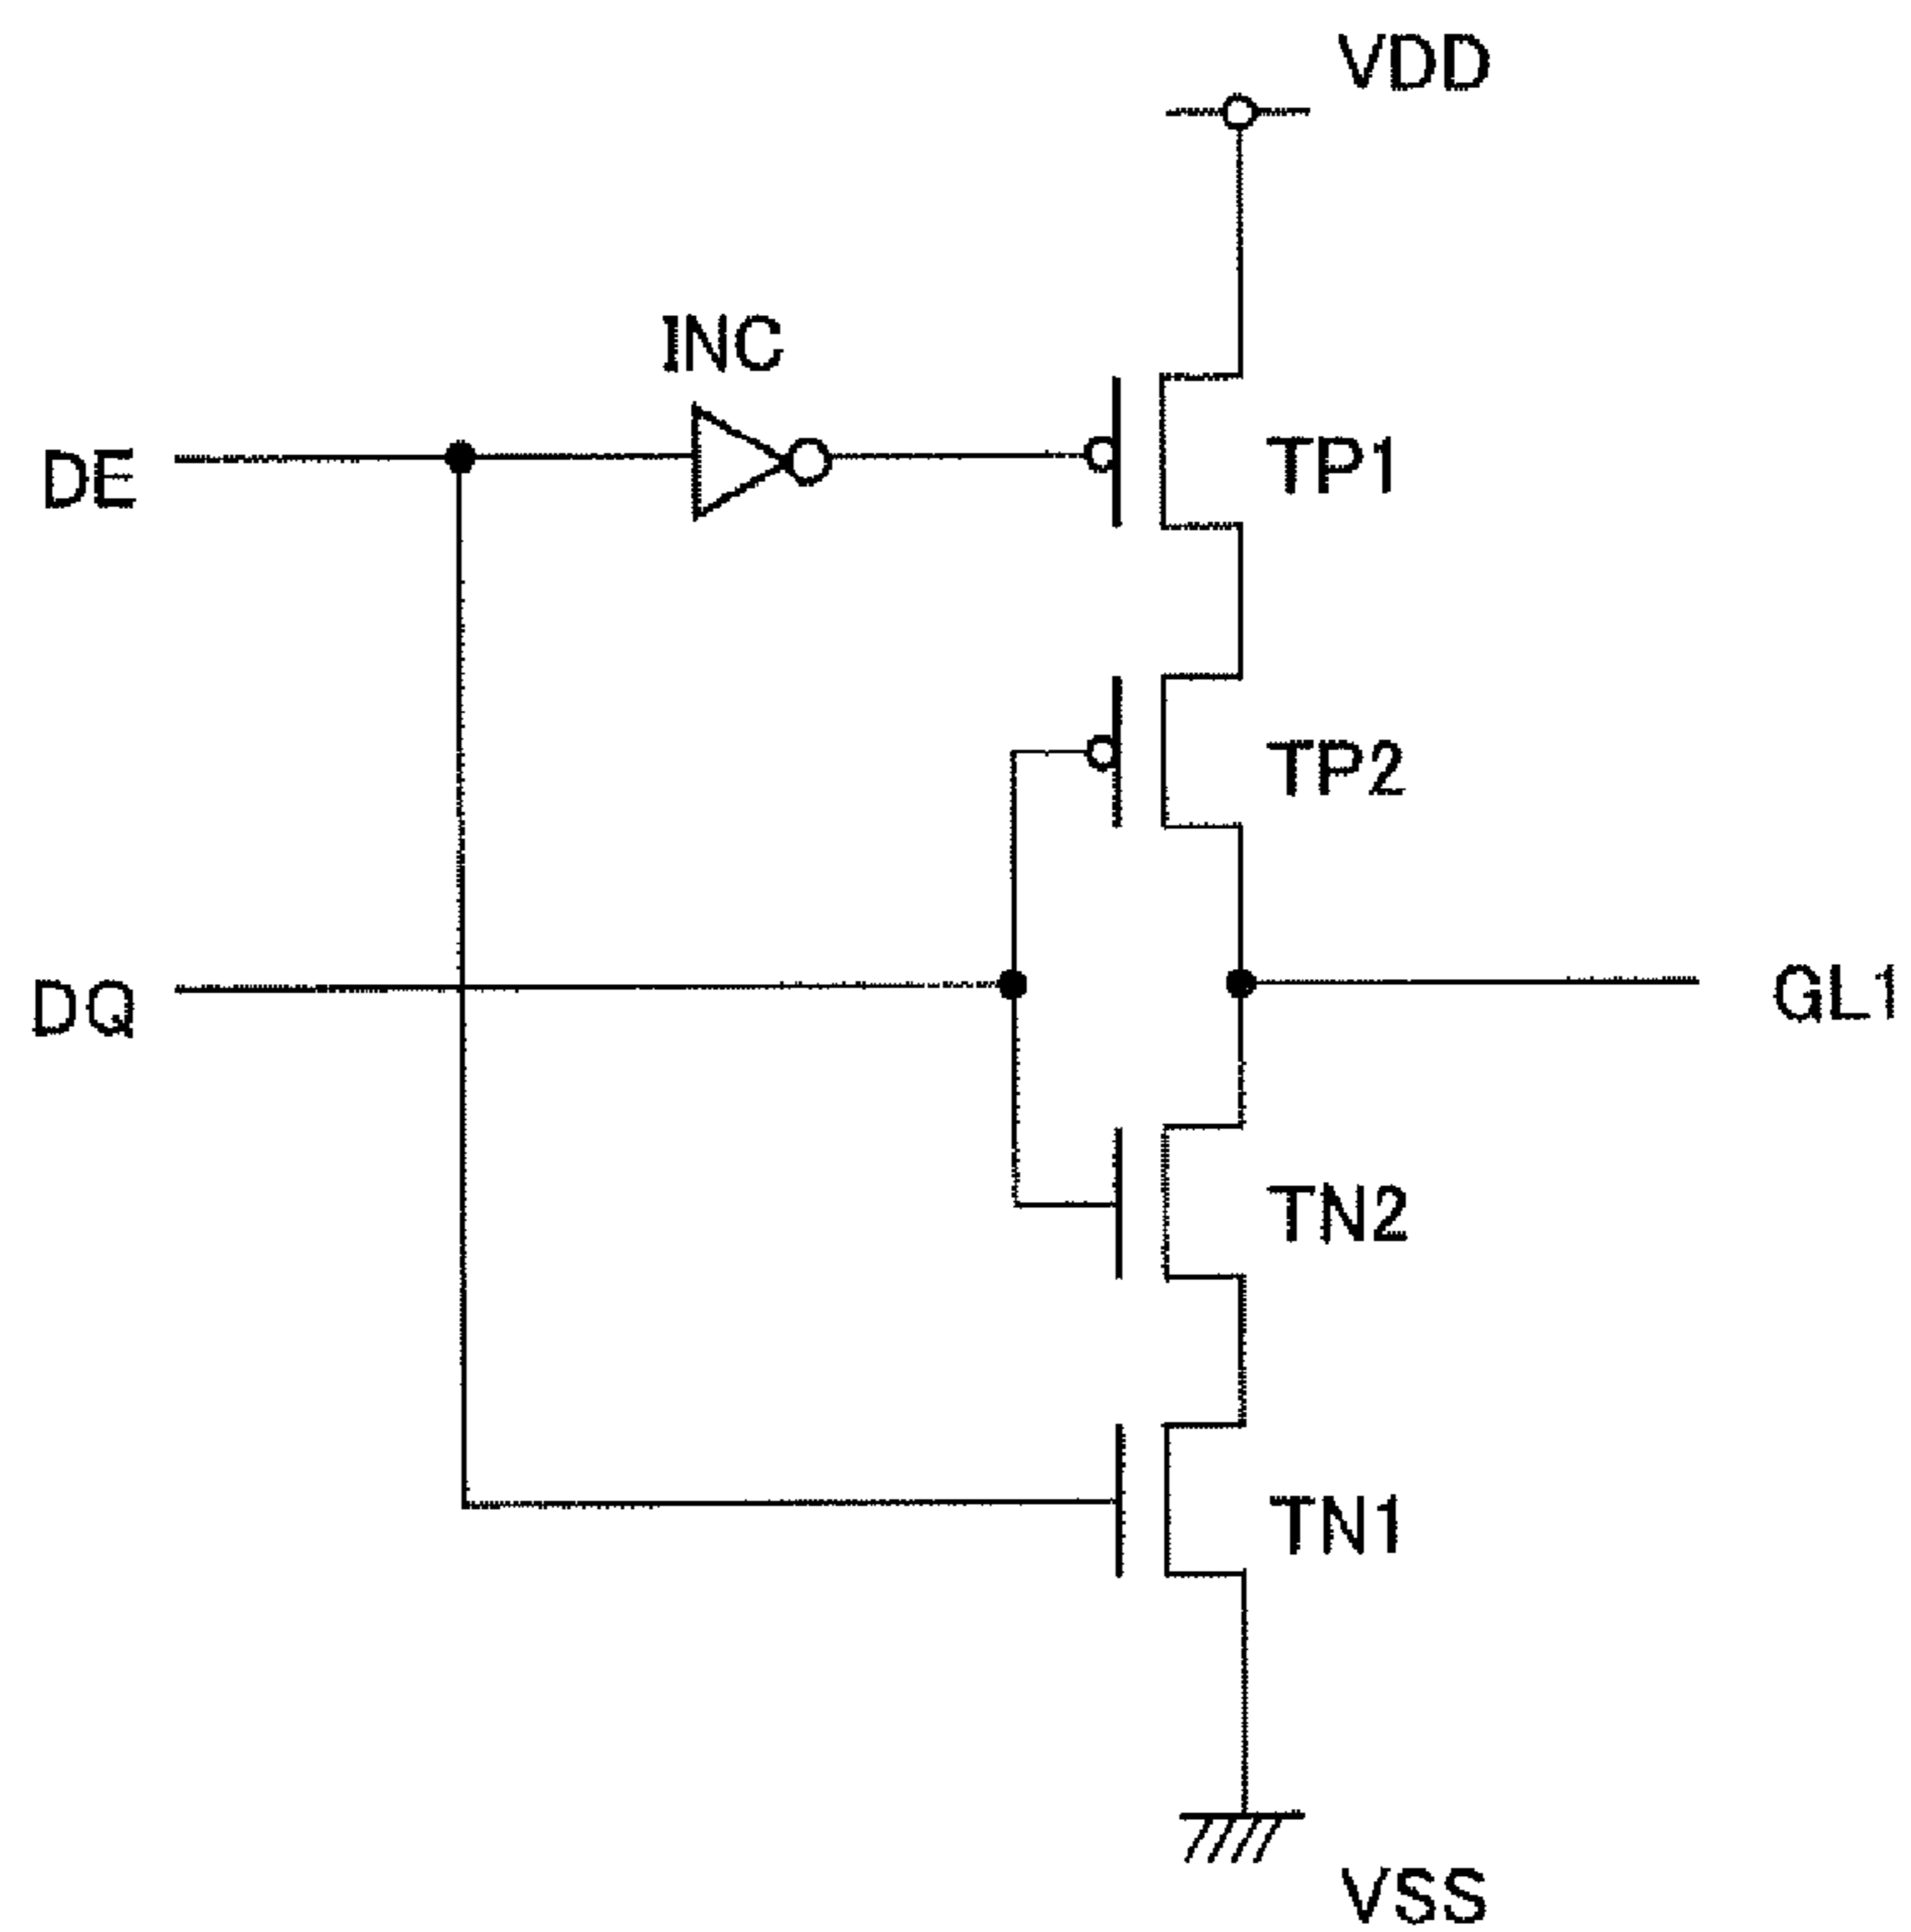 VDD
INC
DE
TP1
TP2
DQ
GL1
TN2
TN1
VSS